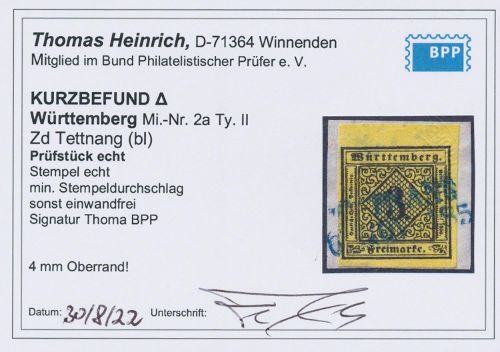 Thomas Heinrich, D-71364 Winnenden
Mitglied im Bund Philatelistischer Prüfer e. V.
BPP
KURZBEFUND Δ
Württemberg Mi.-Nr. 2a Ty. II
Zd Tettnang (bl)
Prüfstück echt
Stempel echt
min. Stempeldurchschlag
sonst einwandfrei
Signatur Thoma BPP
4 mm Oberrand!
Württemberg.
3
Freimarke.
Datum: 30/8/22 Unterschrift: